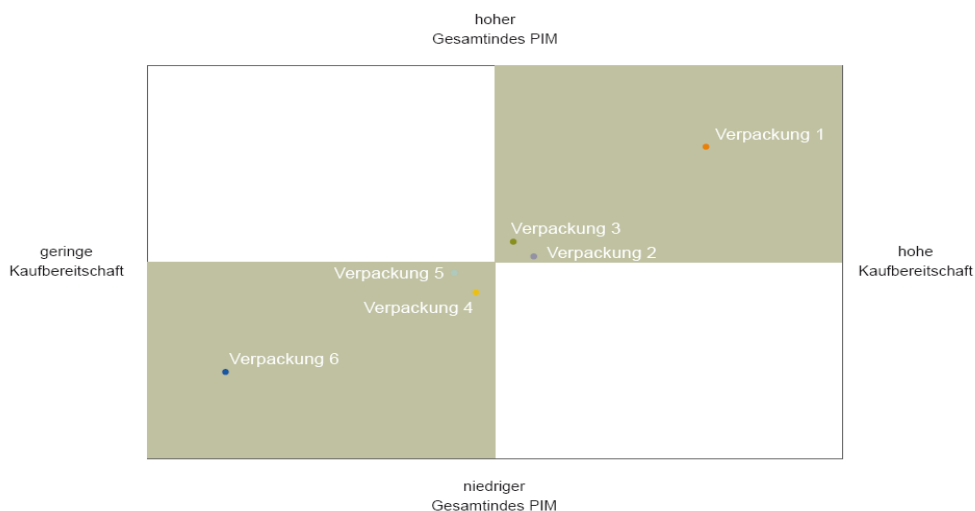 hoher
Gesamtindes PIM
Verpackung 1
Verpackung 3
Verpackung 2
geringe
Kaufbereitschaft
hohe
Kaufbereitschaft
Verpackung 5
Verpackung 4
Verpackung 6
niedriger
Gesamtindes PIM